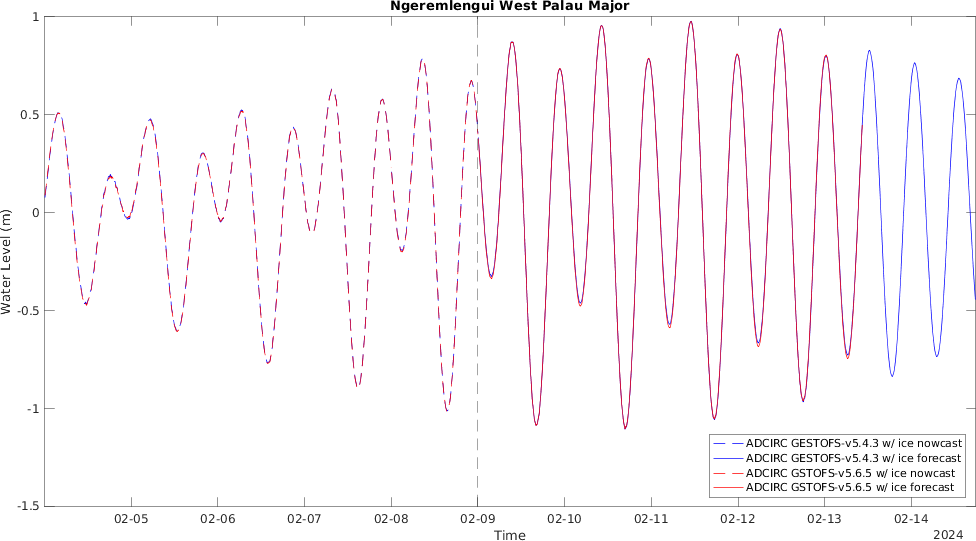 Ngeremlengui West Palau Major
Water Level (m)
1
0.5
0
-0.5
-1
-1.5
02-05 02-06 02-07 02-08 02-09 02-10 02-11 02-12 02-13 02-14
Time
2024
ADCIRC GESTOFS-v5.4.3 w/ ice nowcast
ADCIRC GESTOFS-v5.4.3 w/ ice forecast
ADCIRC GSTOFS-v5.6.5 w/ ice nowcast
ADCIRC GSTOFS-v5.6.5 w/ ice forecast